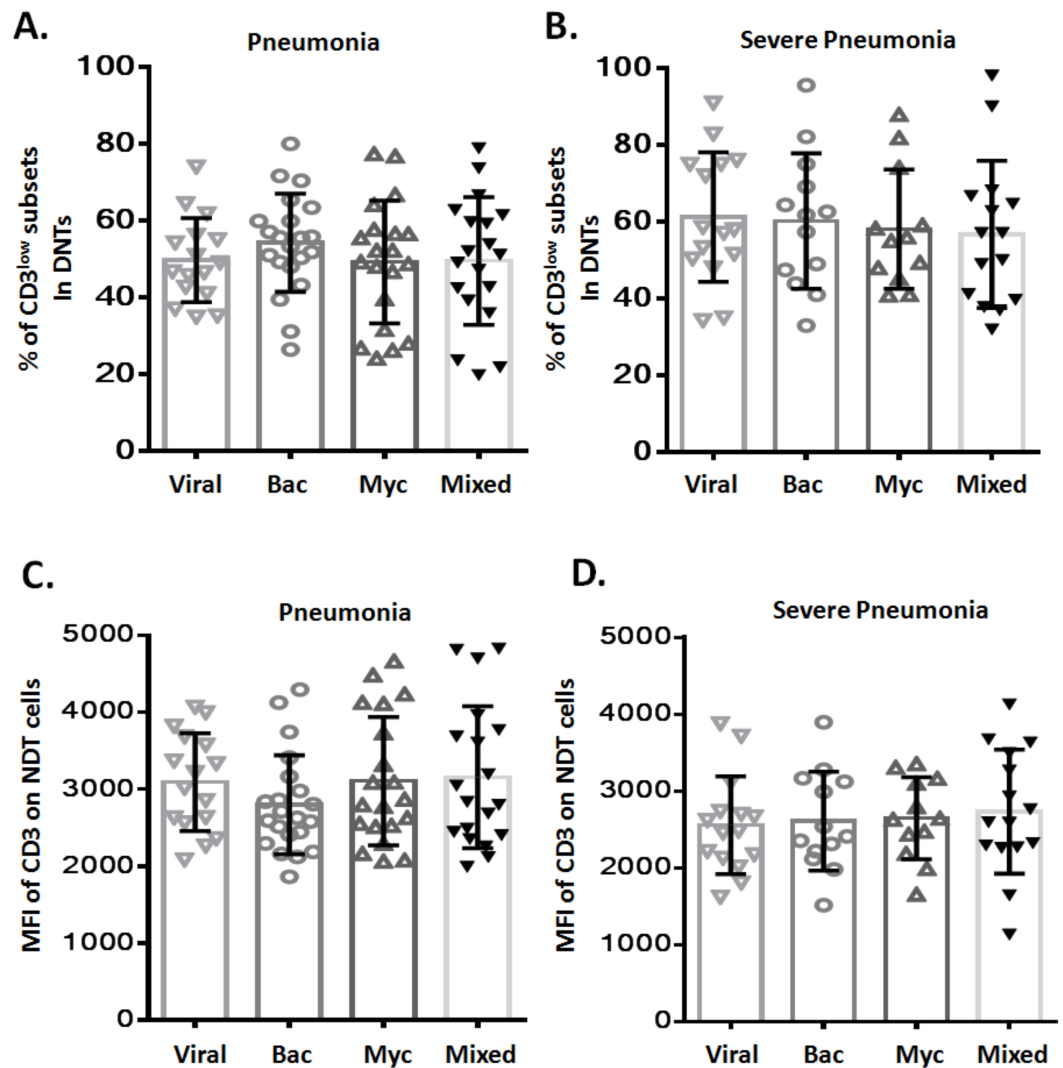 A.
Pneumonia
% of CD3low subsets
In DNTs
100
80
60
40
20
0
Viral Bac Myc Mixed
B.
Severe Pneumonia
% of CD3low subsets
In DNTs
100
80
60
40
20
0
Viral Bac Myc Mixed
C.
Pneumonia
MFI of CD3 on NDT cells
5000
4000
3000
2000
1000
0
Viral Bac Myc Mixed
D.
Severe Pneumonia
MFI of CD3 on NDT cells
5000
4000
3000
2000
1000
0
Viral Bac Myc Mixed